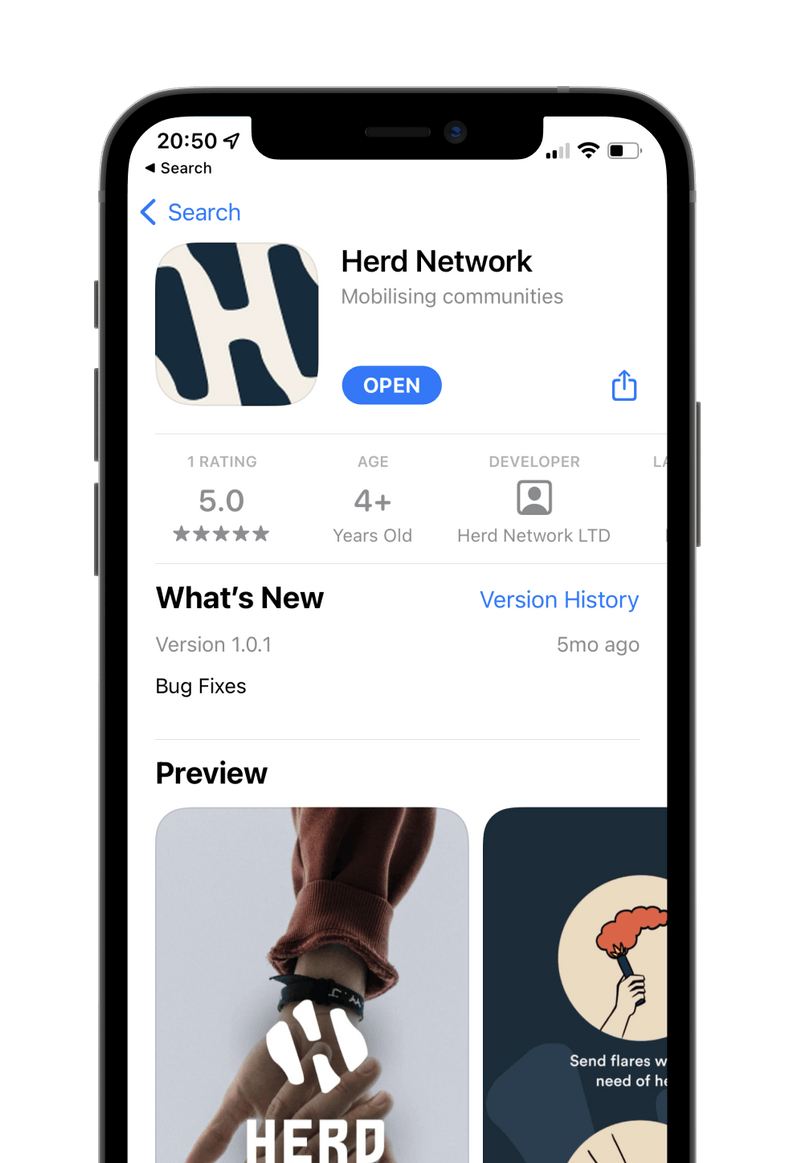 20:50
◀ Search
Search
Herd Network
Mobilising communities
OPEN
1 RATING
AGE
DEVELOPER
5.0
4+
Years Old
Herd Network LTD
What's New
Version History
Version 1.0.1
5mo ago
Bug Fixes
Preview
Send flares
need of
HERD